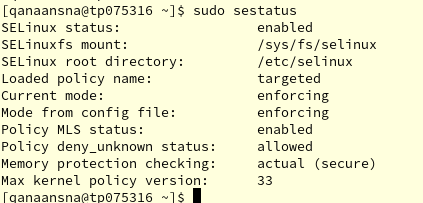 [qanaansna@tp075316 ~]$ sudo sestatus
SELinux status:                 enabled
SELinuxfs mount:                /sys/fs/selinux
SELinux root directory:         /etc/selinux
Loaded policy name:             targeted
Current mode:                   enforcing
Mode from config file:          enforcing
Policy MLS status:              enabled
Policy deny_unknown status:     allowed
Memory protection checking:     actual (secure)
Max kernel policy version:      33
[qanaansna@tp075316 ~]$